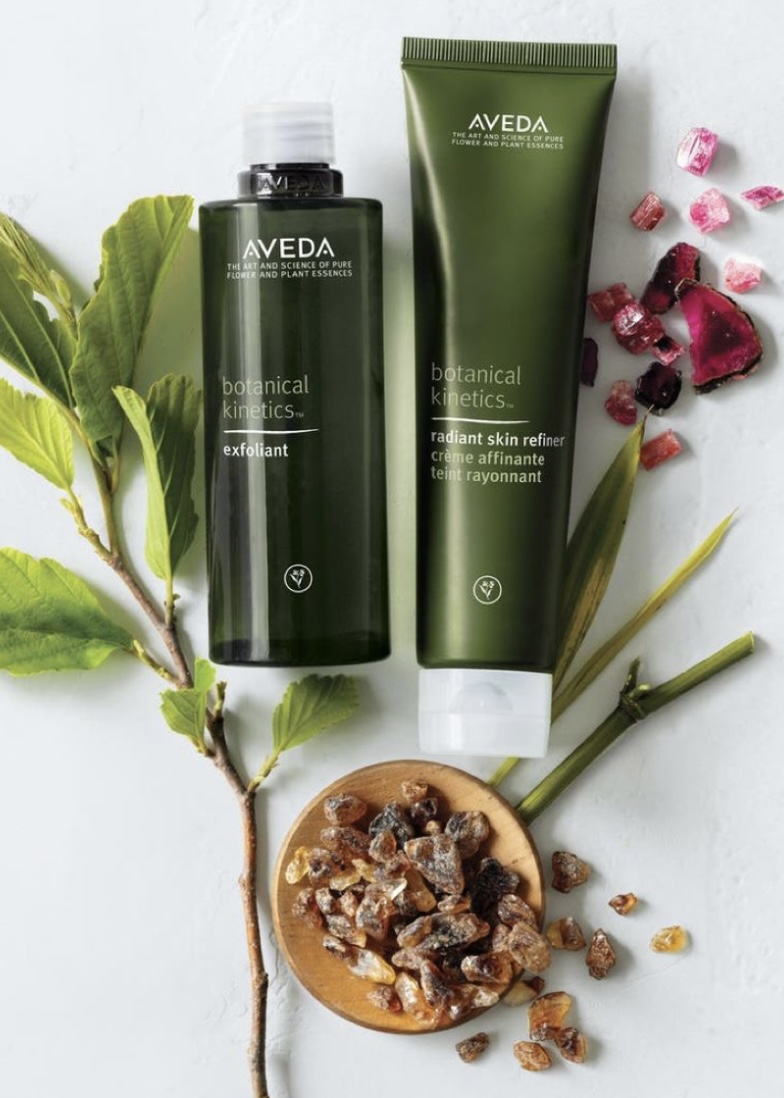 AVEDA
AVEDA
THE ART AND SCIENCE OF PURE
FLOWER AND PLANT ESSENCES
botanical
kinetics™
exfoliant
AVEDA
THE ART AND SCIENCE OF PURE
FLOWER AND PLANT ESSENCES
botanical
kinetics™
radiant skin refiner
crème affinante
teint rayonnant